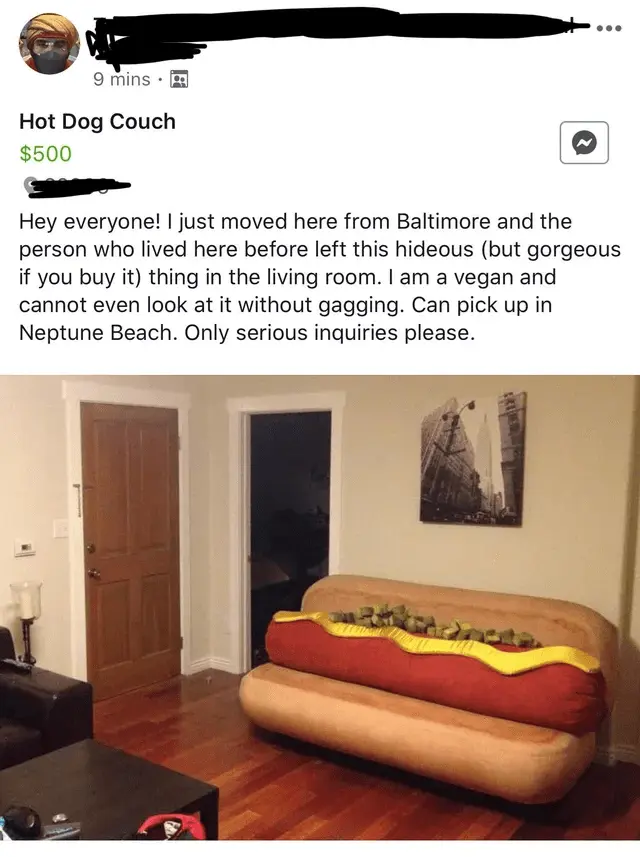 9 mins ·
Hot Dog Couch
$500
Hey everyone! I just moved here from Baltimore and the
person who lived here before left this hideous (but gorgeous
if you buy it) thing in the living room. I am a vegan and
cannot even look at it without gagging. Can pick up in
Neptune Beach. Only serious inquiries please.